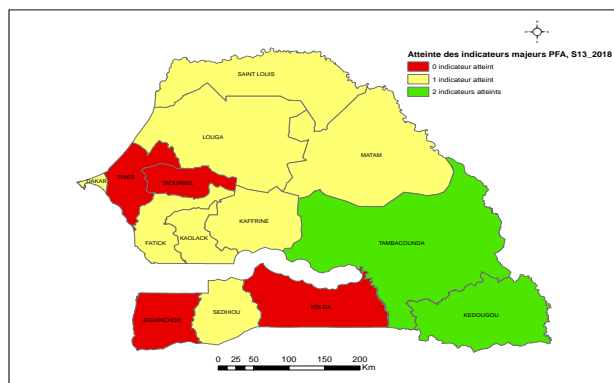 Atteinte des indicateurs majeurs PFA, S13_2018
0 indicateur atteint
1 indicateur atteint
2 indicateurs atteints
SAINT LOUIS
LOUGA
MATAM
DAKAR
THIES
DIOURBEL
FATICK
KAOLACK
KAFFRINE
TAMBACOUNDA
KEDOUGOU
ZIGUINCHOR
SEDHIOU
KOLDA
0 25 50 100 150 200
Km